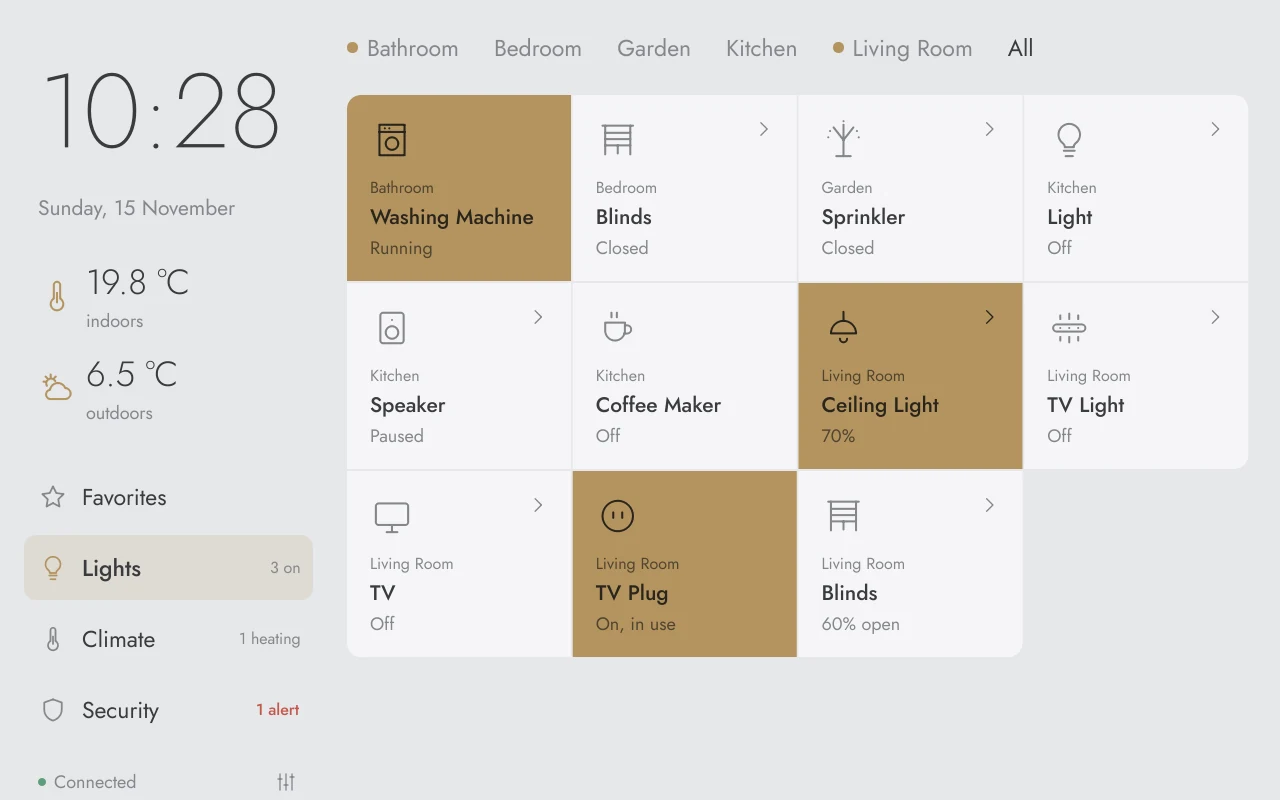 10:28
Sunday, 15 November
19.8 °C
indoors
6.5 °C
outdoors
Favorites
Lights 3 on
Climate 1 heating
Security 1 alert
Connected
Bathroom Bedroom Garden Kitchen Living Room All
Bathroom
Washing Machine
Running
Bedroom
Blinds
Closed
Garden
Sprinkler
Closed
Kitchen
Light
Off
Kitchen
Speaker
Paused
Kitchen
Coffee Maker
Off
Living Room
Ceiling Light
70%
Living Room
TV Light
Off
Living Room
TV
Off
Living Room
TV Plug
On, in use
Living Room
Blinds
60% open